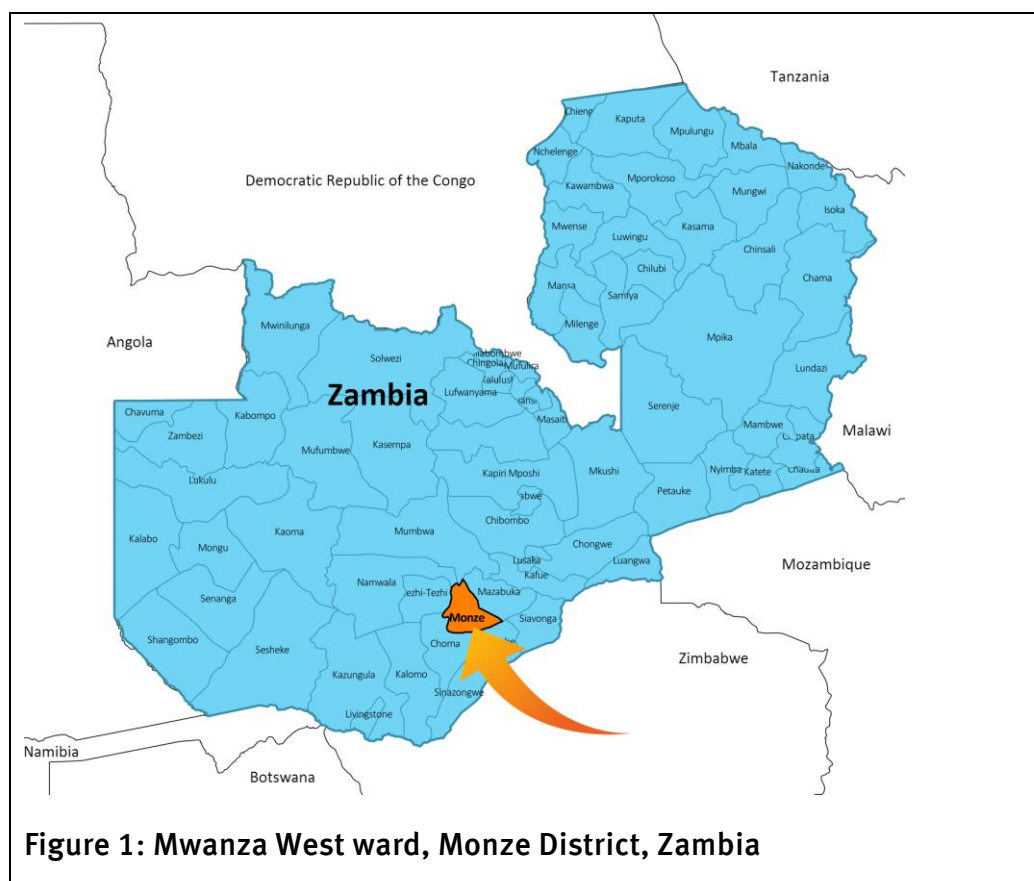 Tanzania
Chieng
Kaputa
Mpulungu
Mbala
Nchelenge
Nakonde
Democratic Republic of the Congo
Kawambwa
Mporokoso
Mungwi
Isoka
Mwense
Luwingu
Kasama
Chinsali
Chilubi
Chama
Mansa
Samfya
Milenge
Mwinilunga
Mpika
Angola
Solwezi
Chingola
Mufulira
Lufwanyama
Lundazi
Zambia
Serenje
Chavuma
Kabompo
Masaiti
Mambwe
Malawi
Zambezi
Mufumbwe
Kasempa
Kapiri Mposhi
Mkushi
Nyimba
Katete
Petauke
Lukulu
Chibombo
Kalabo
Mongu
Kaoma
Mumbwa
Chongwe
Lusaka
Luangwa
Kafue
Mozambique
Namwala
ezhi-Tezhi
Mazabuka
Senanga
Monze
Siavonga
Shangombo
Sesheke
Choma
Zimbabwe
Kazungula
Kalomo
Sinazongwe
Livingstone
Namibia
Botswana
Figure 1: Mwanza West ward, Monze District, Zambia